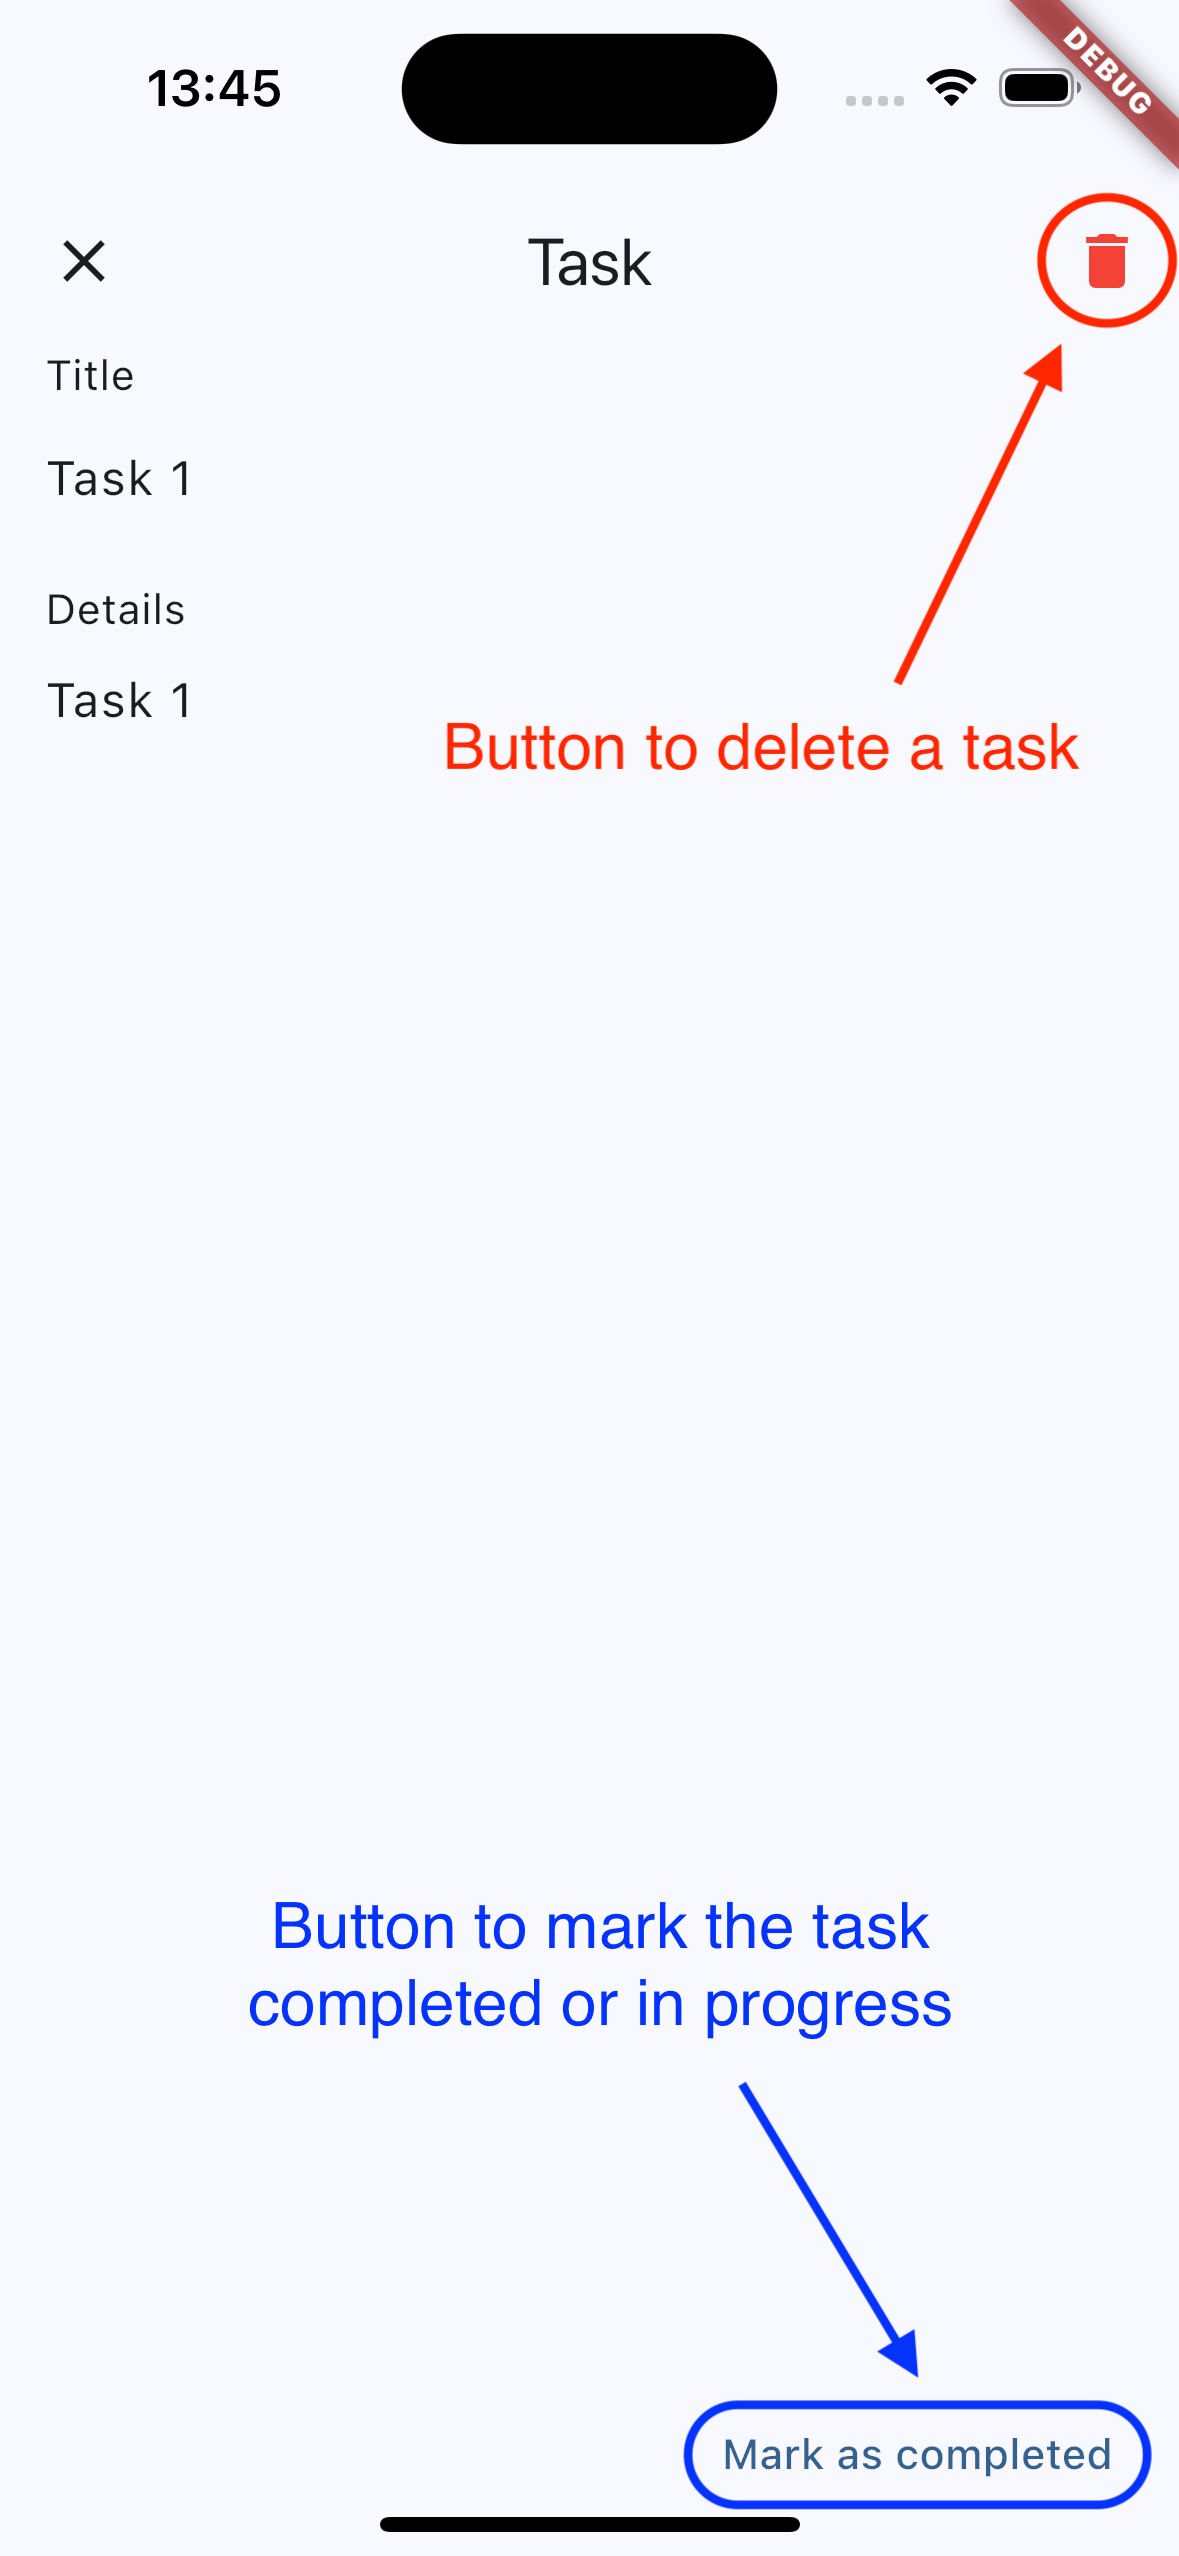 13:45
DEBUG
Task
Title
Task 1
Details
Task 1
Button to delete a task
Button to mark the task
completed or in progress
Mark as completed